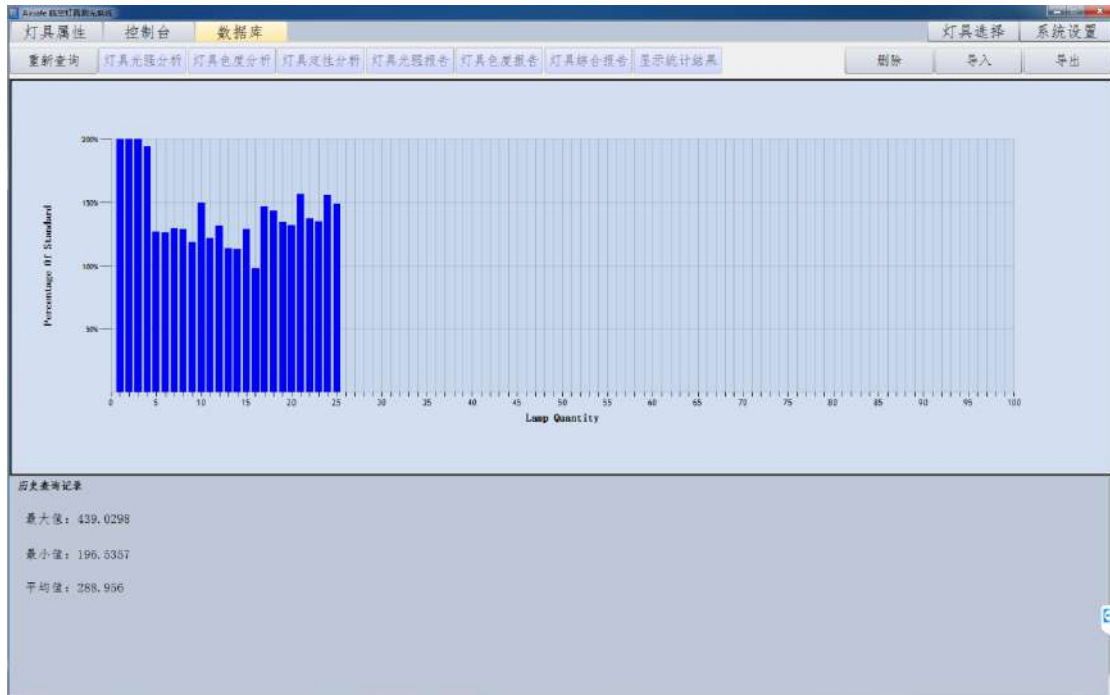 灯具属性 控制台 数据库 灯具选择 系统设置
重新查询 灯具光强分析 灯具色度分析 灯具定性分析 灯具光强报告 灯具色度报告 灯具综合报告 显示统计结果 删除 导入 导出
200%
150%
100%
50%
Percentage Of Standard
0 5 10 15 20 25 30 35 40 45 50 55 60 65 70 75 80 85 90 95 100
Lamp Quantity
历史查询记录
最大值：439.0298
最小值：196.5357
平均值：288.956